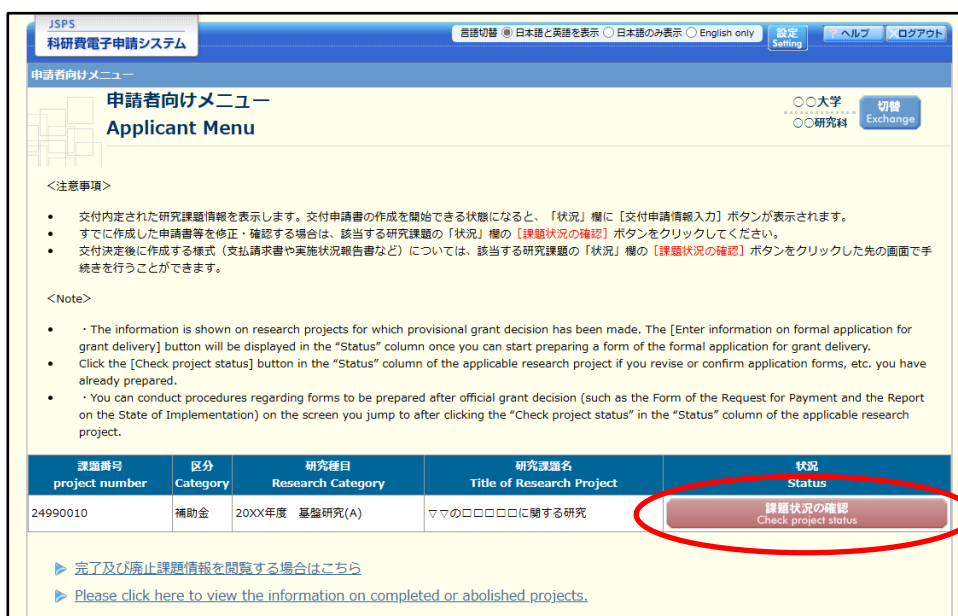 JSPS
科研費電子申請システム
言語切替 ◉ 日本語と英語を表示 ○ 日本語のみ表示 ○ English only
設定
Setting
? ヘルプ
×ログアウト
申請者向けメニュー
申請者向けメニュー
Applicant Menu
○○大学
○○研究科
切替
Exchange
<注意事項>
• 交付内定された研究課題情報を表示します。交付申請書の作成を開始できる状態になると、「状況」欄に［交付申請情報入力］ボタンが表示されます。
• すでに作成した申請書等を修正・確認する場合は、該当する研究課題の「状況」欄の［課題状況の確認］ボタンをクリックしてください。
• 交付決定後に作成する様式（交付請求書や実施状況報告書など）については、該当する研究課題の「状況」欄の［課題状況の確認］ボタンをクリックした先の画面で手
続きを行うことができます。
<Note>
• ・The information is shown on research projects for which provisional grant decision has been made. The [Enter information on formal application for
grant delivery] button will be displayed in the “Status” column once you can start preparing a form of the formal application for grant delivery.
• Click the [Check project status] button in the “Status” column of the applicable research project if you revise or confirm application forms, etc. you have
already prepared.
• ・You can conduct procedures regarding forms to be prepared after official grant decision (such as the Form of the Request for Payment and the Report
on the State of Implementation) on the screen you jump to after clicking the “Check project status” in the “Status” column of the applicable research
project.
課題番号
project number
区分
Category
研究種目
Research Category
研究課題名
Title of Research Project
状況
Status
24990010 補助金 20XX年度 基盤研究(A) ▽▽の□□□□□に関する研究
課題状況の確認
Check project status
完了及び廃止課題情報を閲覧する場合はこちら
Please click here to view the information on completed or abolished projects.